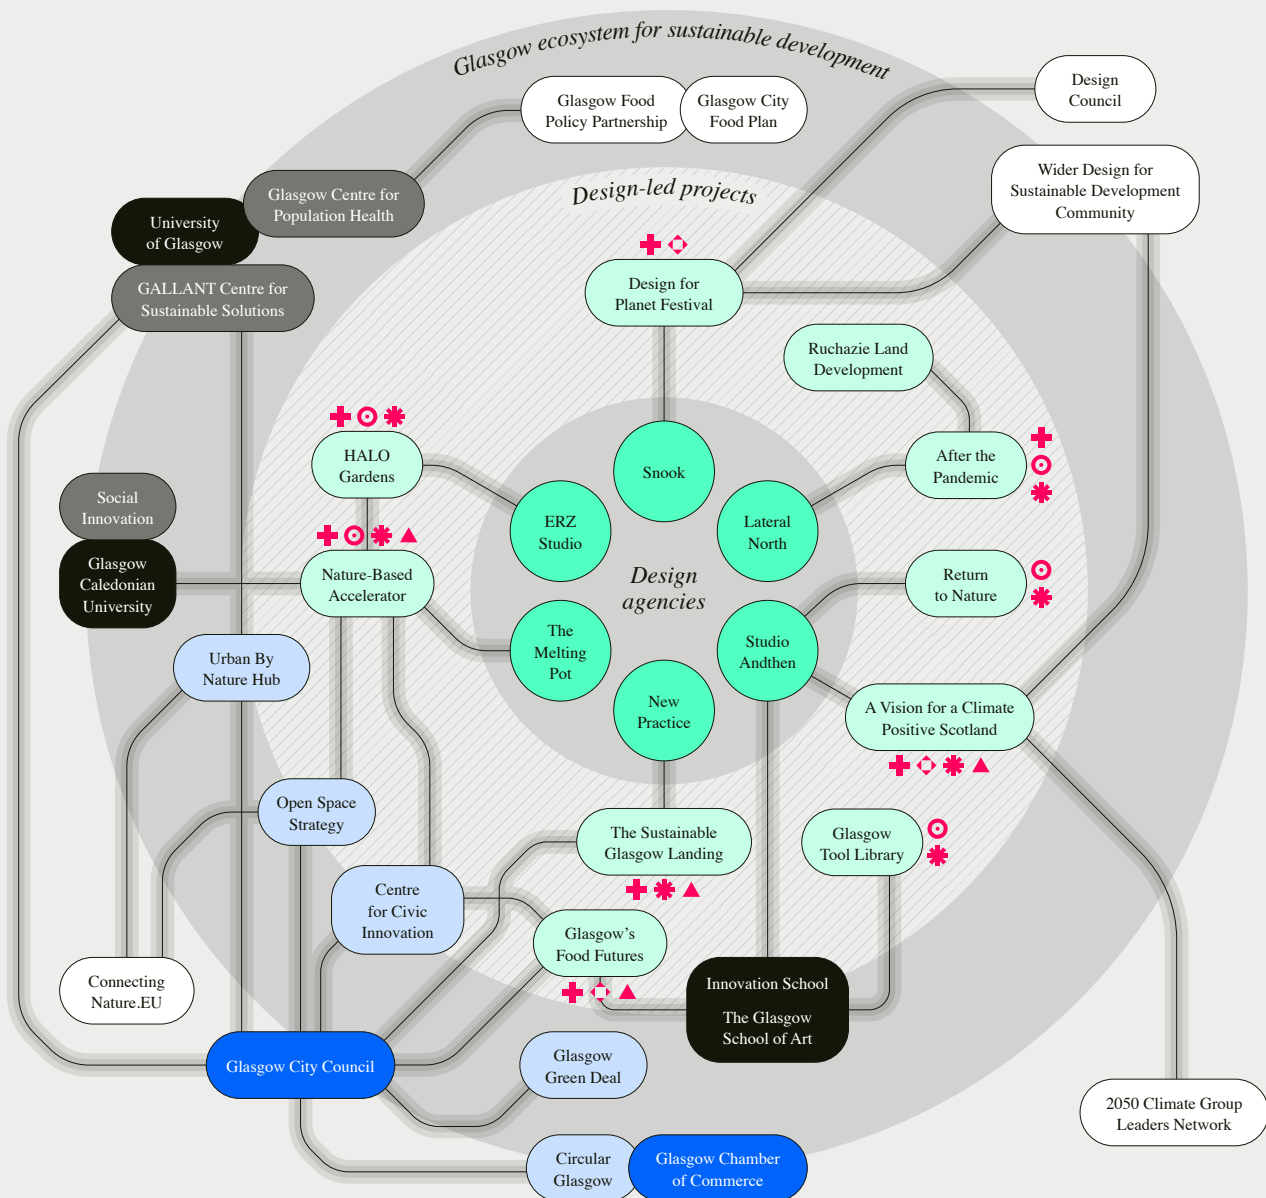 Glasgow ecosystem for sustainable development
Design
Council
Glasgow Food
Policy Partnership
Glasgow City
Food Plan
Wider Design for
Sustainable Development
Community
Glasgow Centre for
Population Health
University
of Glasgow
Design-led projects
GALLANT Centre for
Sustainable Solutions
Design for
Planet Festival
Ruchazie Land
Development
HALO
Gardens
Snook
After the
Pandemic
Social
Innovation
ERZ
Studio
Lateral
North
Glasgow
Caledonian
University
Nature-Based
Accelerator
Design
agencies
Return
to Nature
The
Melting
Pot
Studio
Andthen
Urban By
Nature Hub
New
Practice
A Vision for a Climate
Positive Scotland
Open Space
Strategy
The Sustainable
Glasgow Landing
Glasgow
Tool Library
Centre
for Civic
Innovation
Glasgow's
Food Futures
Connecting
Nature.EU
Innovation School
The Glasgow
School of Art
Glasgow City Council
Glasgow
Green Deal
2050 Climate Group
Leaders Network
Circular
Glasgow
Glasgow Chamber
of Commerce